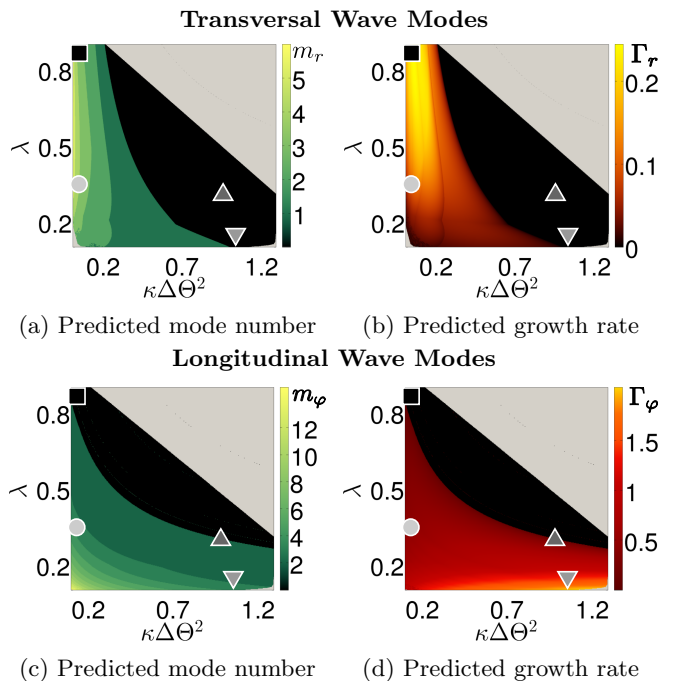 Transversal Wave Modes
m_r
Γ_r
0.8
0.5
0.2
λ
5
4
3
2
1
0.2 0.7 1.2
κΔΘ²
0.8
0.5
0.2
λ
0.2
0.1
0
0.2 0.7 1.2
κΔΘ²
(a) Predicted mode number (b) Predicted growth rate
Longitudinal Wave Modes
m_φ
Γ_φ
0.8
0.5
0.2
λ
12
10
8
6
4
2
0.2 0.7 1.2
κΔΘ²
0.8
0.5
0.2
λ
1.5
1
0.5
0.2 0.7 1.2
κΔΘ²
(c) Predicted mode number (d) Predicted growth rate